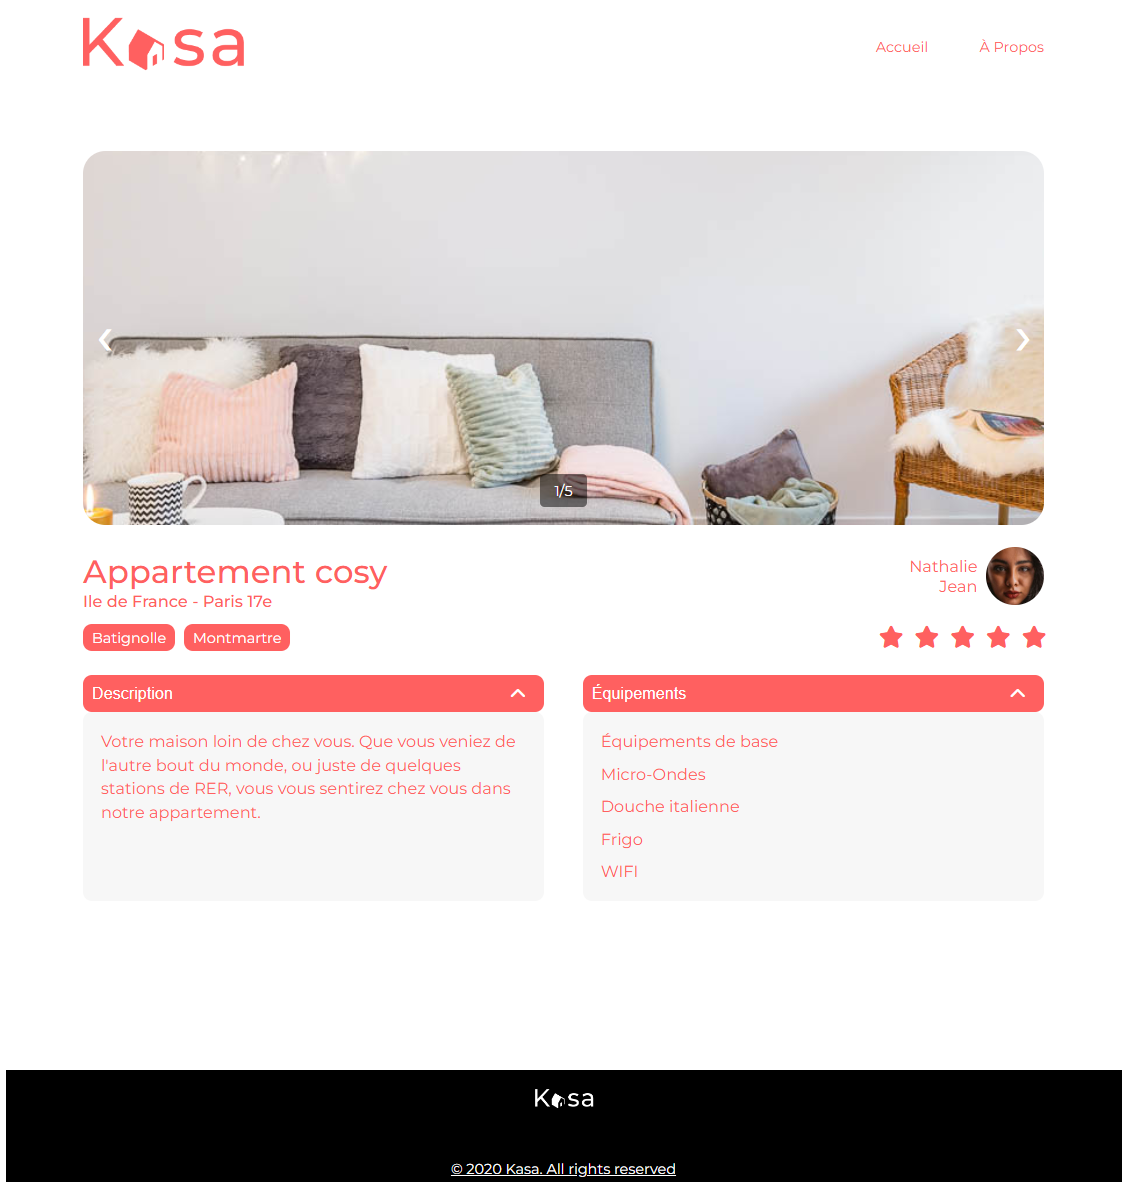 Kasa
Accueil
À Propos
1/5
Appartement cosy
Ile de France - Paris 17e
Nathalie
Jean
Batignolle
Montmartre
Description
Votre maison loin de chez vous. Que vous veniez de
l'autre bout du monde, ou juste de quelques
stations de RER, vous vous sentirez chez vous dans
notre appartement.
Équipements
Équipements de base
Micro-Ondes
Douche italienne
Frigo
WIFI
Kasa
© 2020 Kasa. All rights reserved